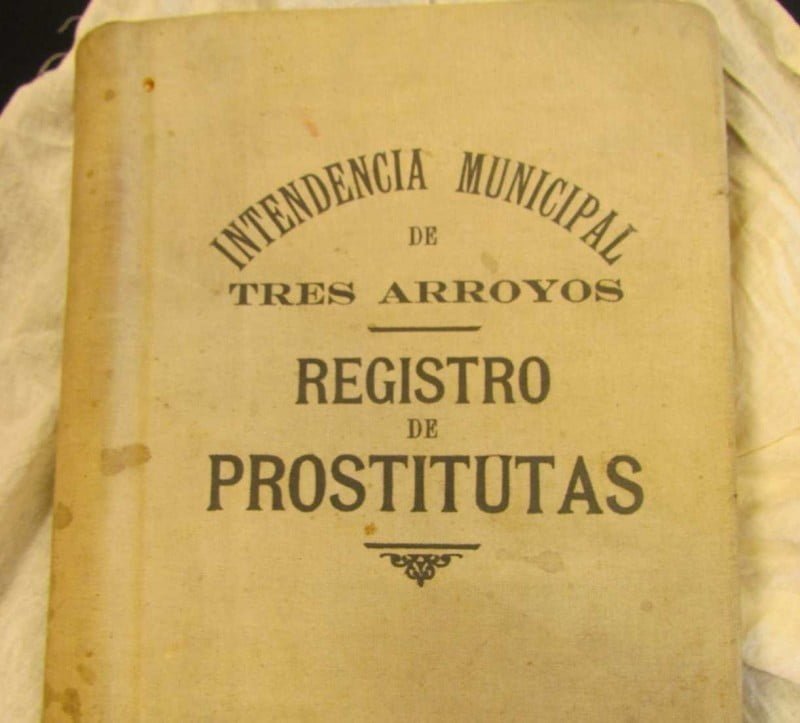 INTENDENCIA MUNICIPAL
DE
TRES ARROYOS
REGISTRO
DE
PROSTITUTAS